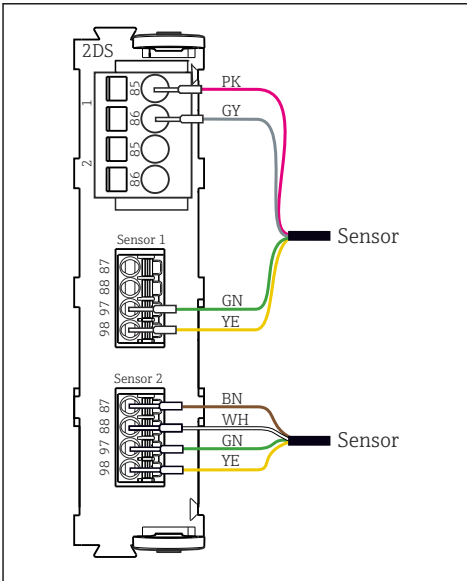 2DS
1
85
86
2
85
86
PK
GY
Sensor
Sensor 1
87
88
97
98
GN
YE
Sensor 2
87
88
97
98
BN
WH
GN
YE
Sensor